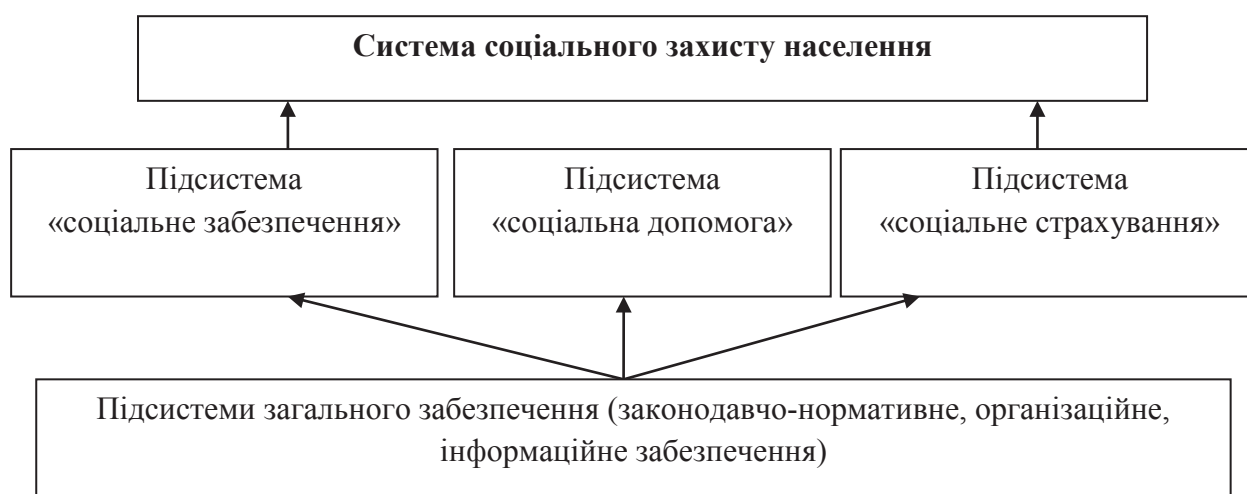 Система соціального захисту населення
Підсистема
«соціальне забезпечення»
Підсистема
«соціальна допомога»
Підсистема
«соціальне страхування»
Підсистеми загального забезпечення (законодавчо-нормативне, організаційне,
інформаційне забезпечення)